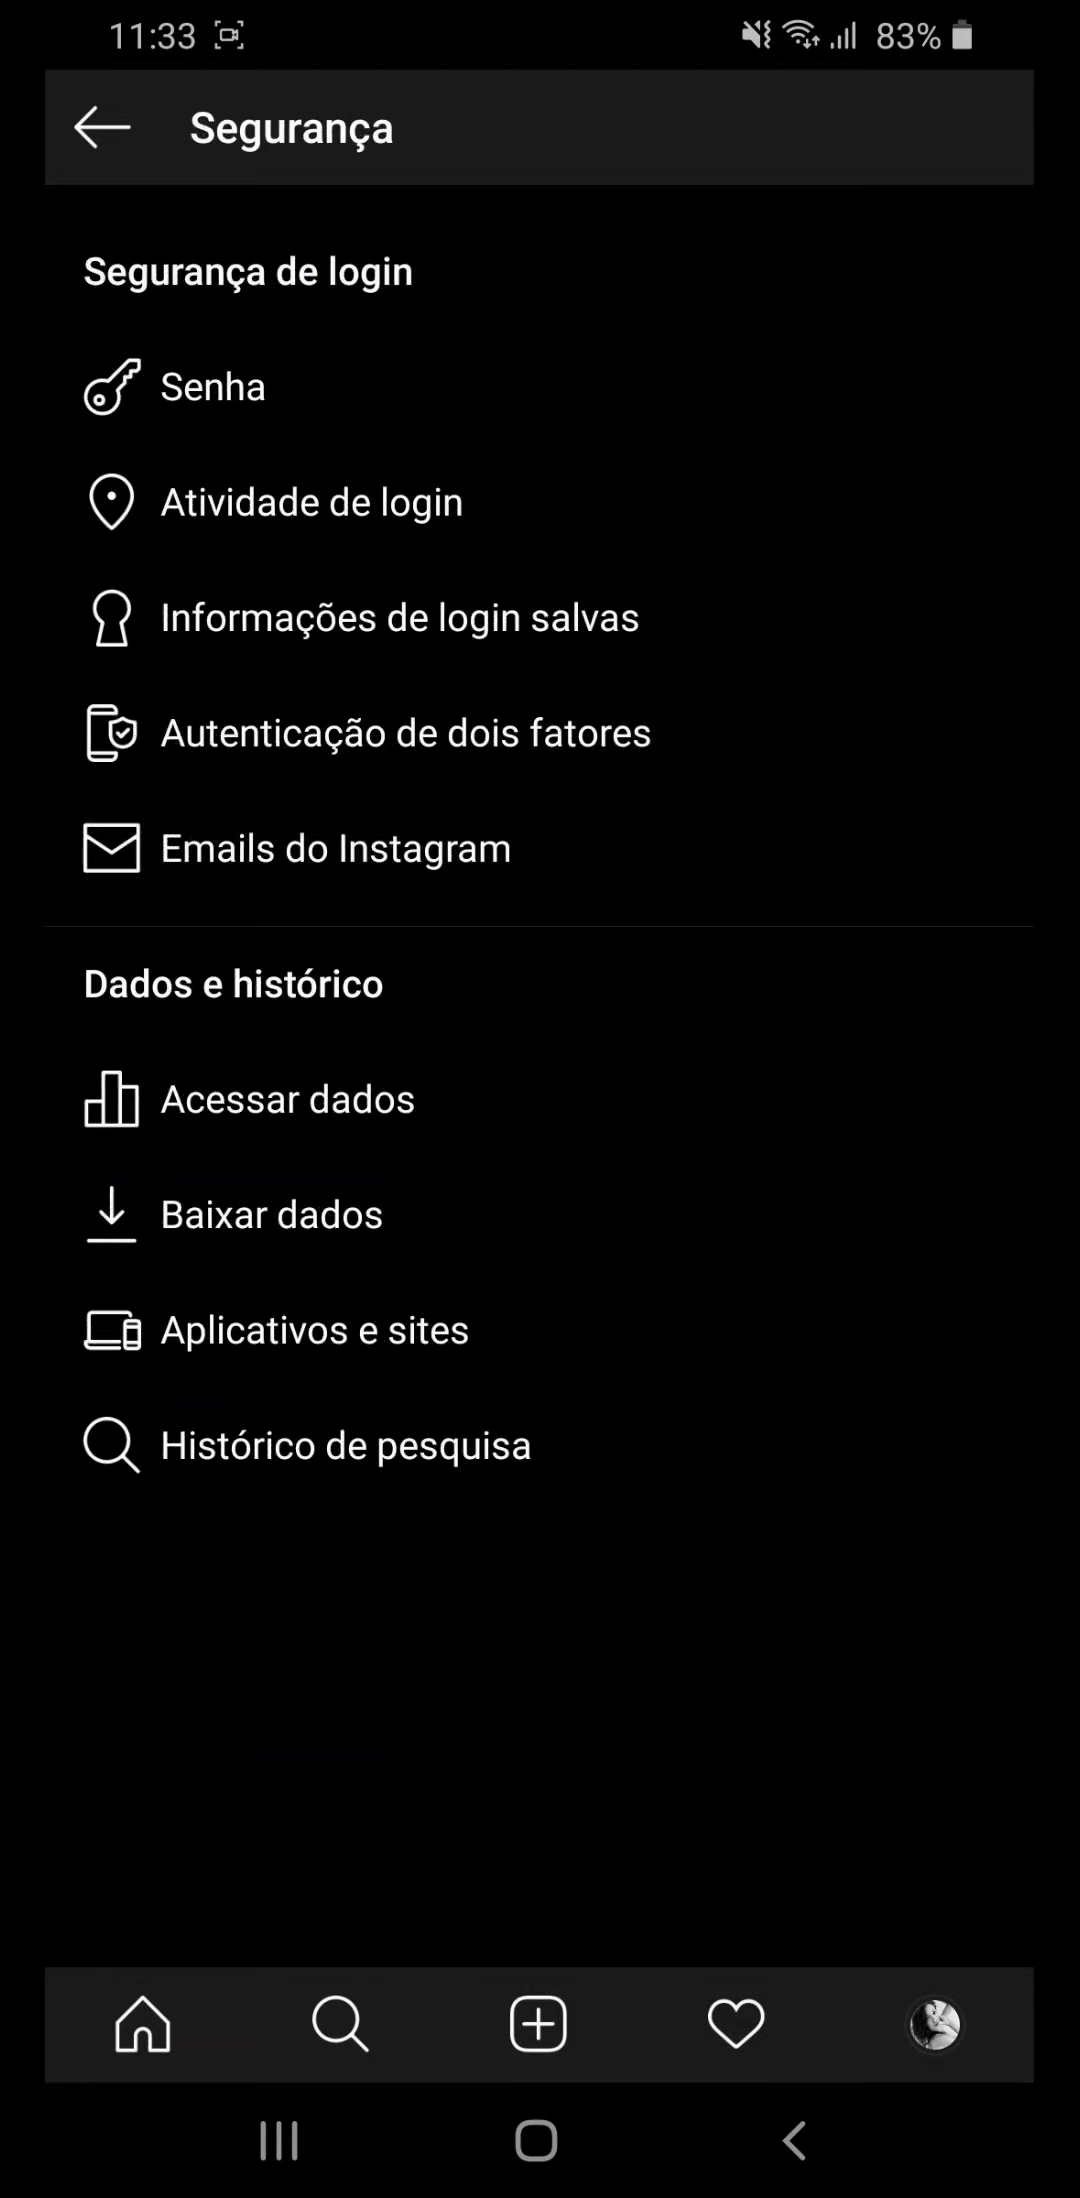 11:33 83%
Segurança
Segurança de login
Senha
Atividade de login
Informações de login salvas
Autenticação de dois fatores
Emails do Instagram
Dados e histórico
Acessar dados
Baixar dados
Aplicativos e sites
Histórico de pesquisa